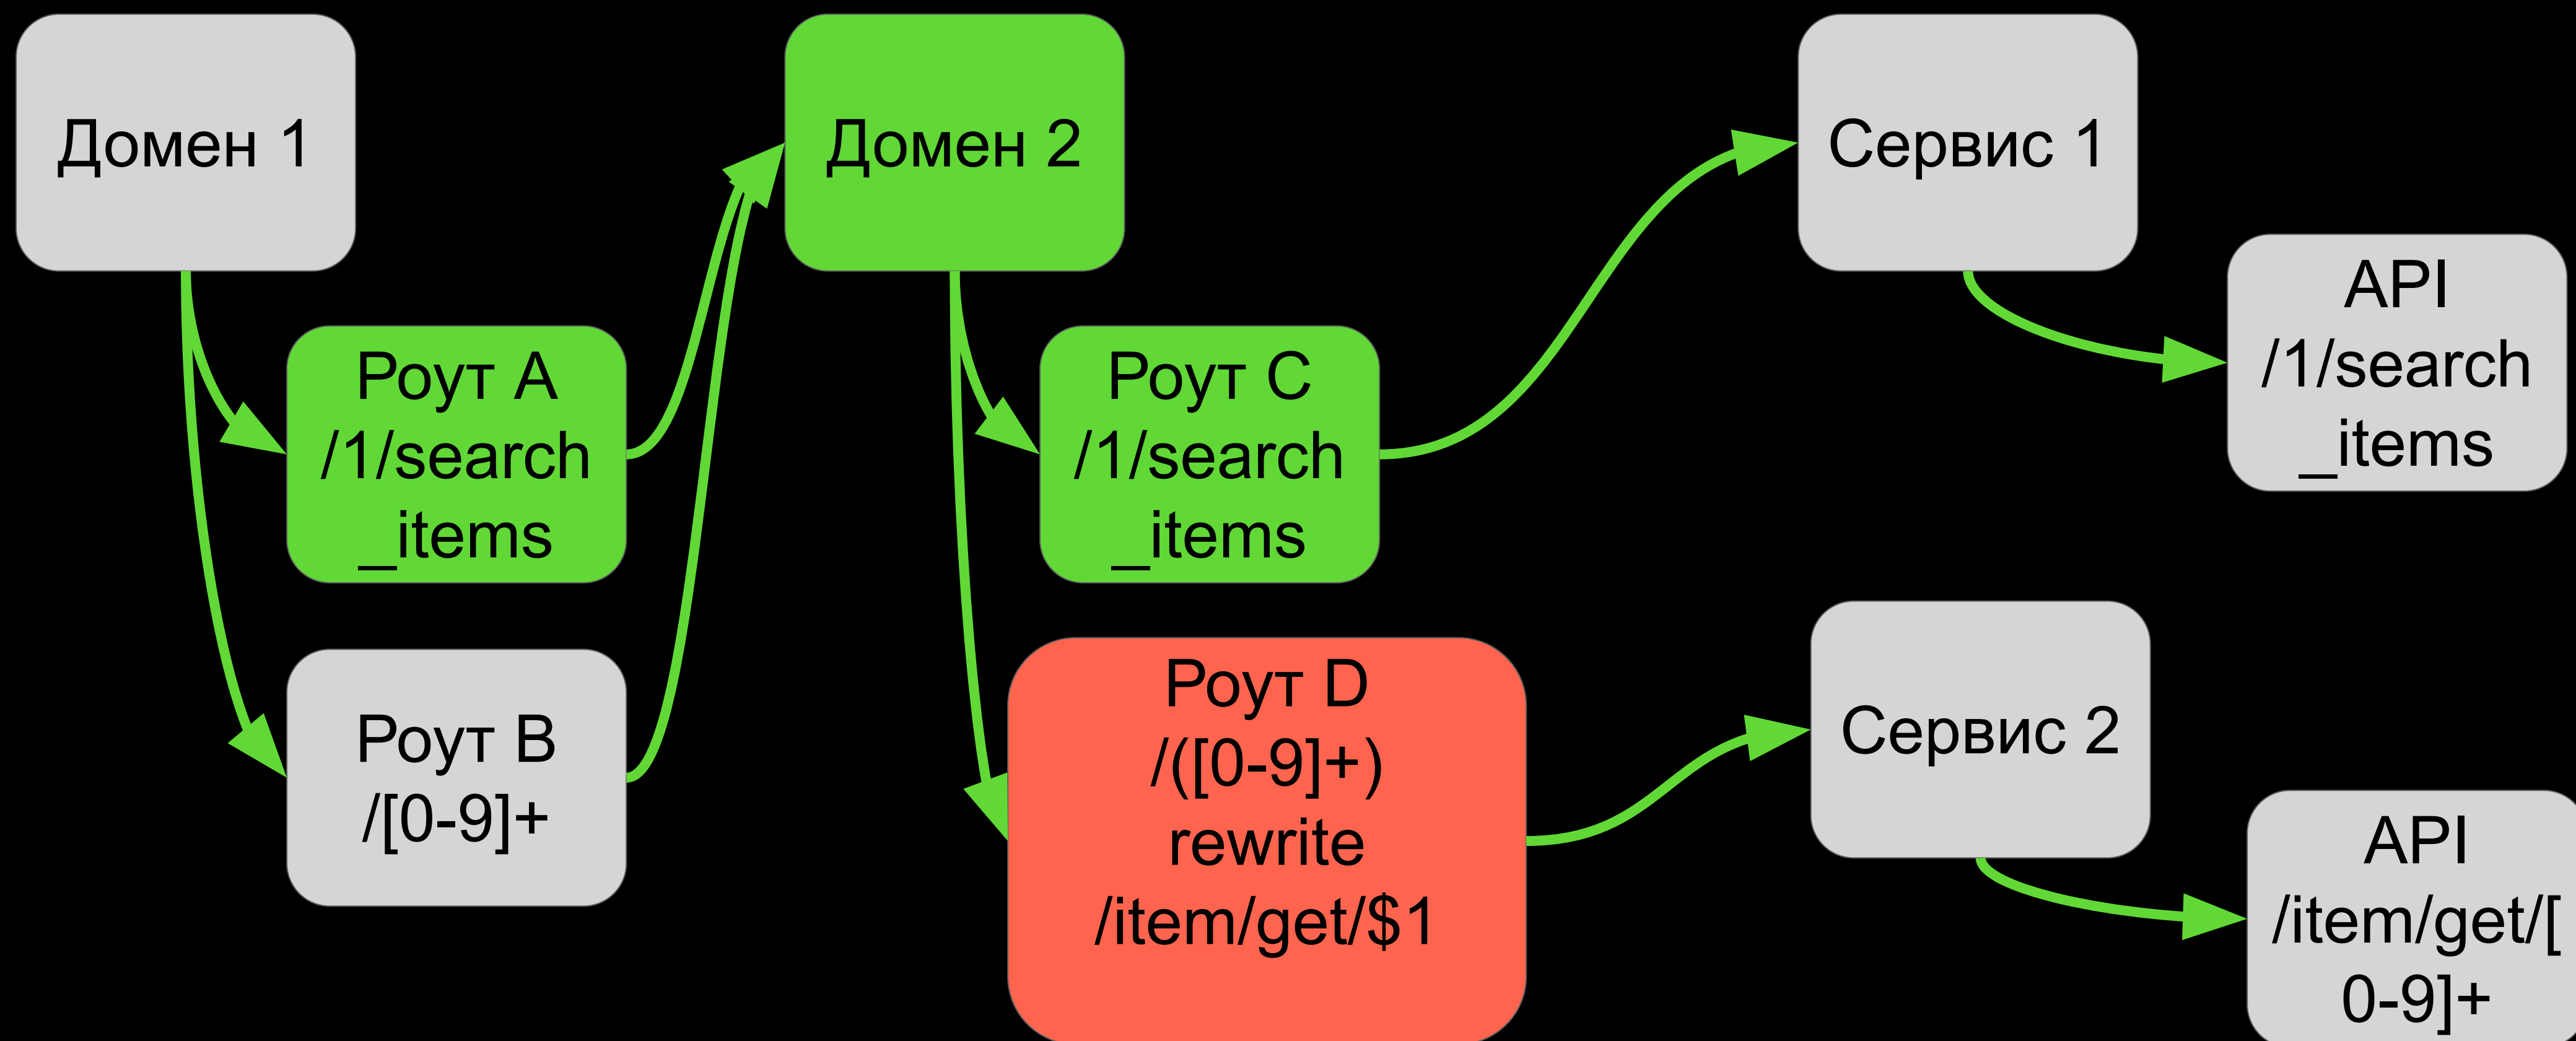 Домен 1
Домен 2
Сервис 1
API
/1/search
_items
Роут A
/1/search
_items
Роут C
/1/search
_items
Роут B
/[0-9]+
Роут D
/([0-9]+)
rewrite
/item/get/$1
Сервис 2
API
/item/get/[
0-9]+